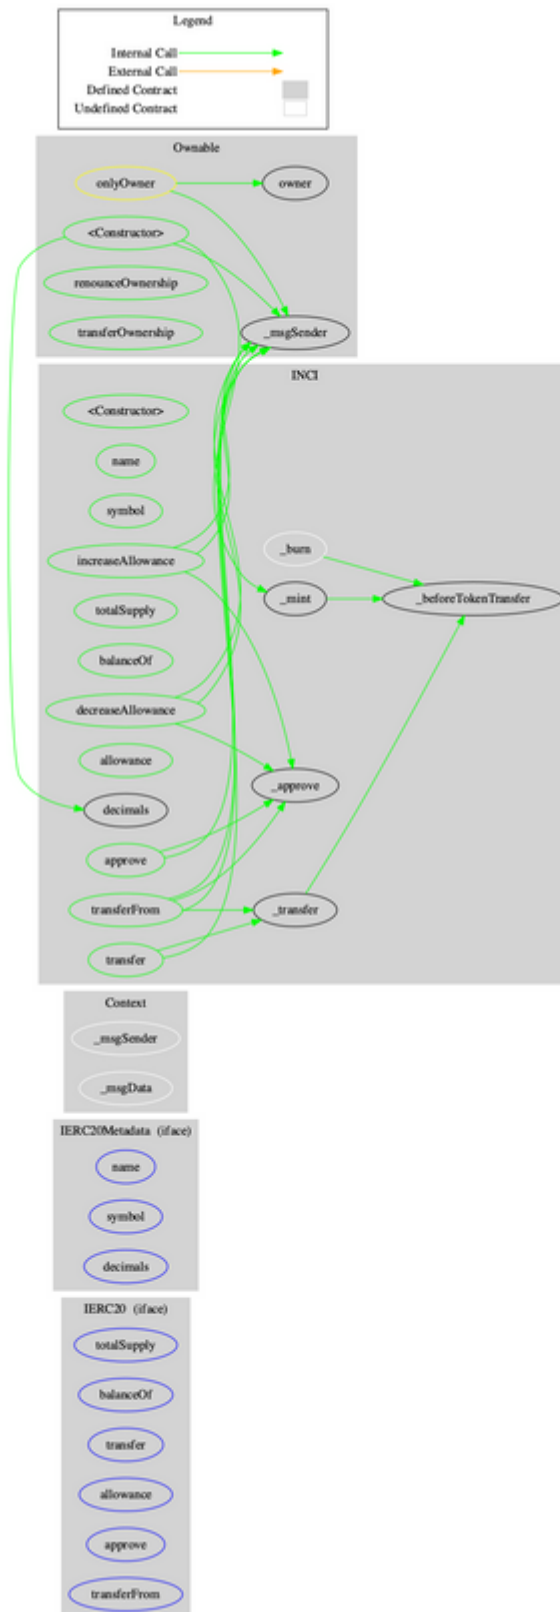 Legend
Internal Call
External Call
Defined Contract
Undefined Contract
Ownable
onlyOwner
owner
<Constructor>
renounceOwnership
transferOwnership
_msgSender
INCI
<Constructor>
name
symbol
_burn
increaseAllowance
_mint
_beforeTokenTransfer
totalSupply
balanceOf
decreaseAllowance
allowance
_approve
decimals
approve
transferFrom
_transfer
transfer
Context
_msgSender
_msgData
IERC20Metadata (iface)
name
symbol
decimals
IERC20 (iface)
totalSupply
balanceOf
transfer
allowance
approve
transferFrom